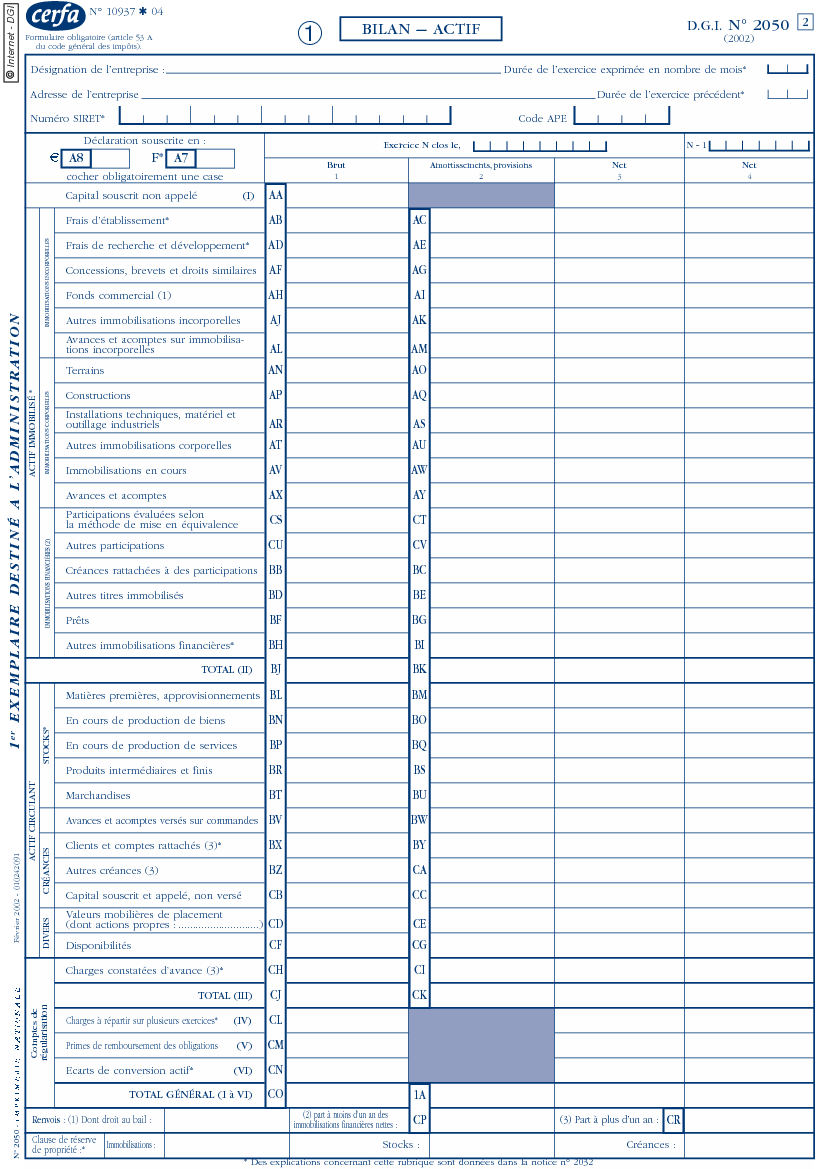 © Internet - DGI
cerfa
N° 10937 ✱ 04
Formulaire obligatoire (article 53 A
du code général des impôts).
1
BILAN – ACTIF
D.G.I. N° 2050
2
(2002)
Désignation de l'entreprise :
Durée de l'exercice exprimée en nombre de mois*
Adresse de l'entreprise
Durée de l'exercice précédent*
Numéro SIRET*
Code APE
Déclaration souscrite en :
€ A8 F* A7
cocher obligatoirement une case
Exercice N clos le,
N – 1
Brut
1
Amortissements, provisions
2
Net
3
Net
4
Capital souscrit non appelé (I) AA
ACTIF IMMOBILISÉ *
IMMOBILISATIONS INCORPORELLES
Frais d'établissement* AB AC
Frais de recherche et développement* AD AE
Concessions, brevets et droits similaires AF AG
Fonds commercial (1) AH AI
Autres immobilisations incorporelles AJ AK
Avances et acomptes sur immobilisa-
tions incorporelles AL AM
IMMOBILISATIONS CORPORELLES
Terrains AN AO
Constructions AP AQ
Installations techniques, matériel et
outillage industriels AR AS
Autres immobilisations corporelles AT AU
Immobilisations en cours AV AW
Avances et acomptes AX AY
IMMOBILISATIONS FINANCIÈRES (2)
Participations évaluées selon
la méthode de mise en équivalence CS CT
Autres participations CU CV
Créances rattachées à des participations BB BC
Autres titres immobilisés BD BE
Prêts BF BG
Autres immobilisations financières* BH BI
TOTAL (II) BJ BK
ACTIF CIRCULANT
STOCKS*
Matières premières, approvisionnements BL BM
En cours de production de biens BN BO
En cours de production de services BP BQ
Produits intermédiaires et finis BR BS
Marchandises BT BU
Avances et acomptes versés sur commandes BV BW
CRÉANCES
Clients et comptes rattachés (3)* BX BY
Autres créances (3) BZ CA
Capital souscrit et appelé, non versé CB CC
DIVERS
Valeurs mobilières de placement
(dont actions propres : ............................) CD CE
Disponibilités CF CG
Comptes de
régularisation
Charges constatées d'avance (3)* CH CI
TOTAL (III) CJ CK
Charges à répartir sur plusieurs exercices* (IV) CL
Primes de remboursement des obligations (V) CM
Ecarts de conversion actif* (VI) CN
TOTAL GÉNÉRAL (I à VI) CO 1A
Renvois : (1) Dont droit au bail :
(2) part à moins d'un an des
immobilisations financières nettes : CP
(3) Part à plus d'un an : CR
Clause de réserve
de propriété :*
Immobilisations :
Stocks :
Créances :
* Des explications concernant cette rubrique sont données dans la notice n° 2032
1er EXEMPLAIRE DESTINÉ A L'ADMINISTRATION
Février 2002 -
N° 2050 - IMPRIMERIE NATIONALE